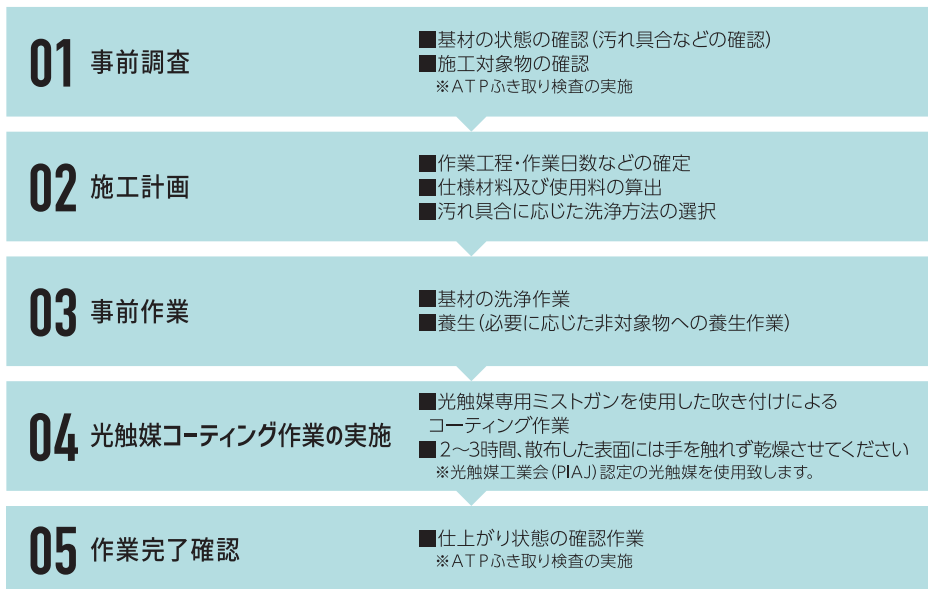 01 事前調査
■基材の状態の確認(汚れ具合などの確認)
■施工対象物の確認
※ATPふき取り検査の実施
02 施工計画
■作業工程・作業日数などの確定
■仕様材料及び使用料の算出
■汚れ具合に応じた洗浄方法の選択
03 事前作業
■基材の洗浄作業
■養生(必要に応じた非対象物への養生作業)
04 光触媒コーティング作業の実施
■光触媒専用ミストガンを使用した吹き付けによる
コーティング作業
■2〜3時間、散布した表面には手を触れず乾燥させてください
※光触媒工業会(PIAJ)認定の光触媒を使用致します。
05 作業完了確認
■仕上がり状態の確認作業
※ATPふき取り検査の実施